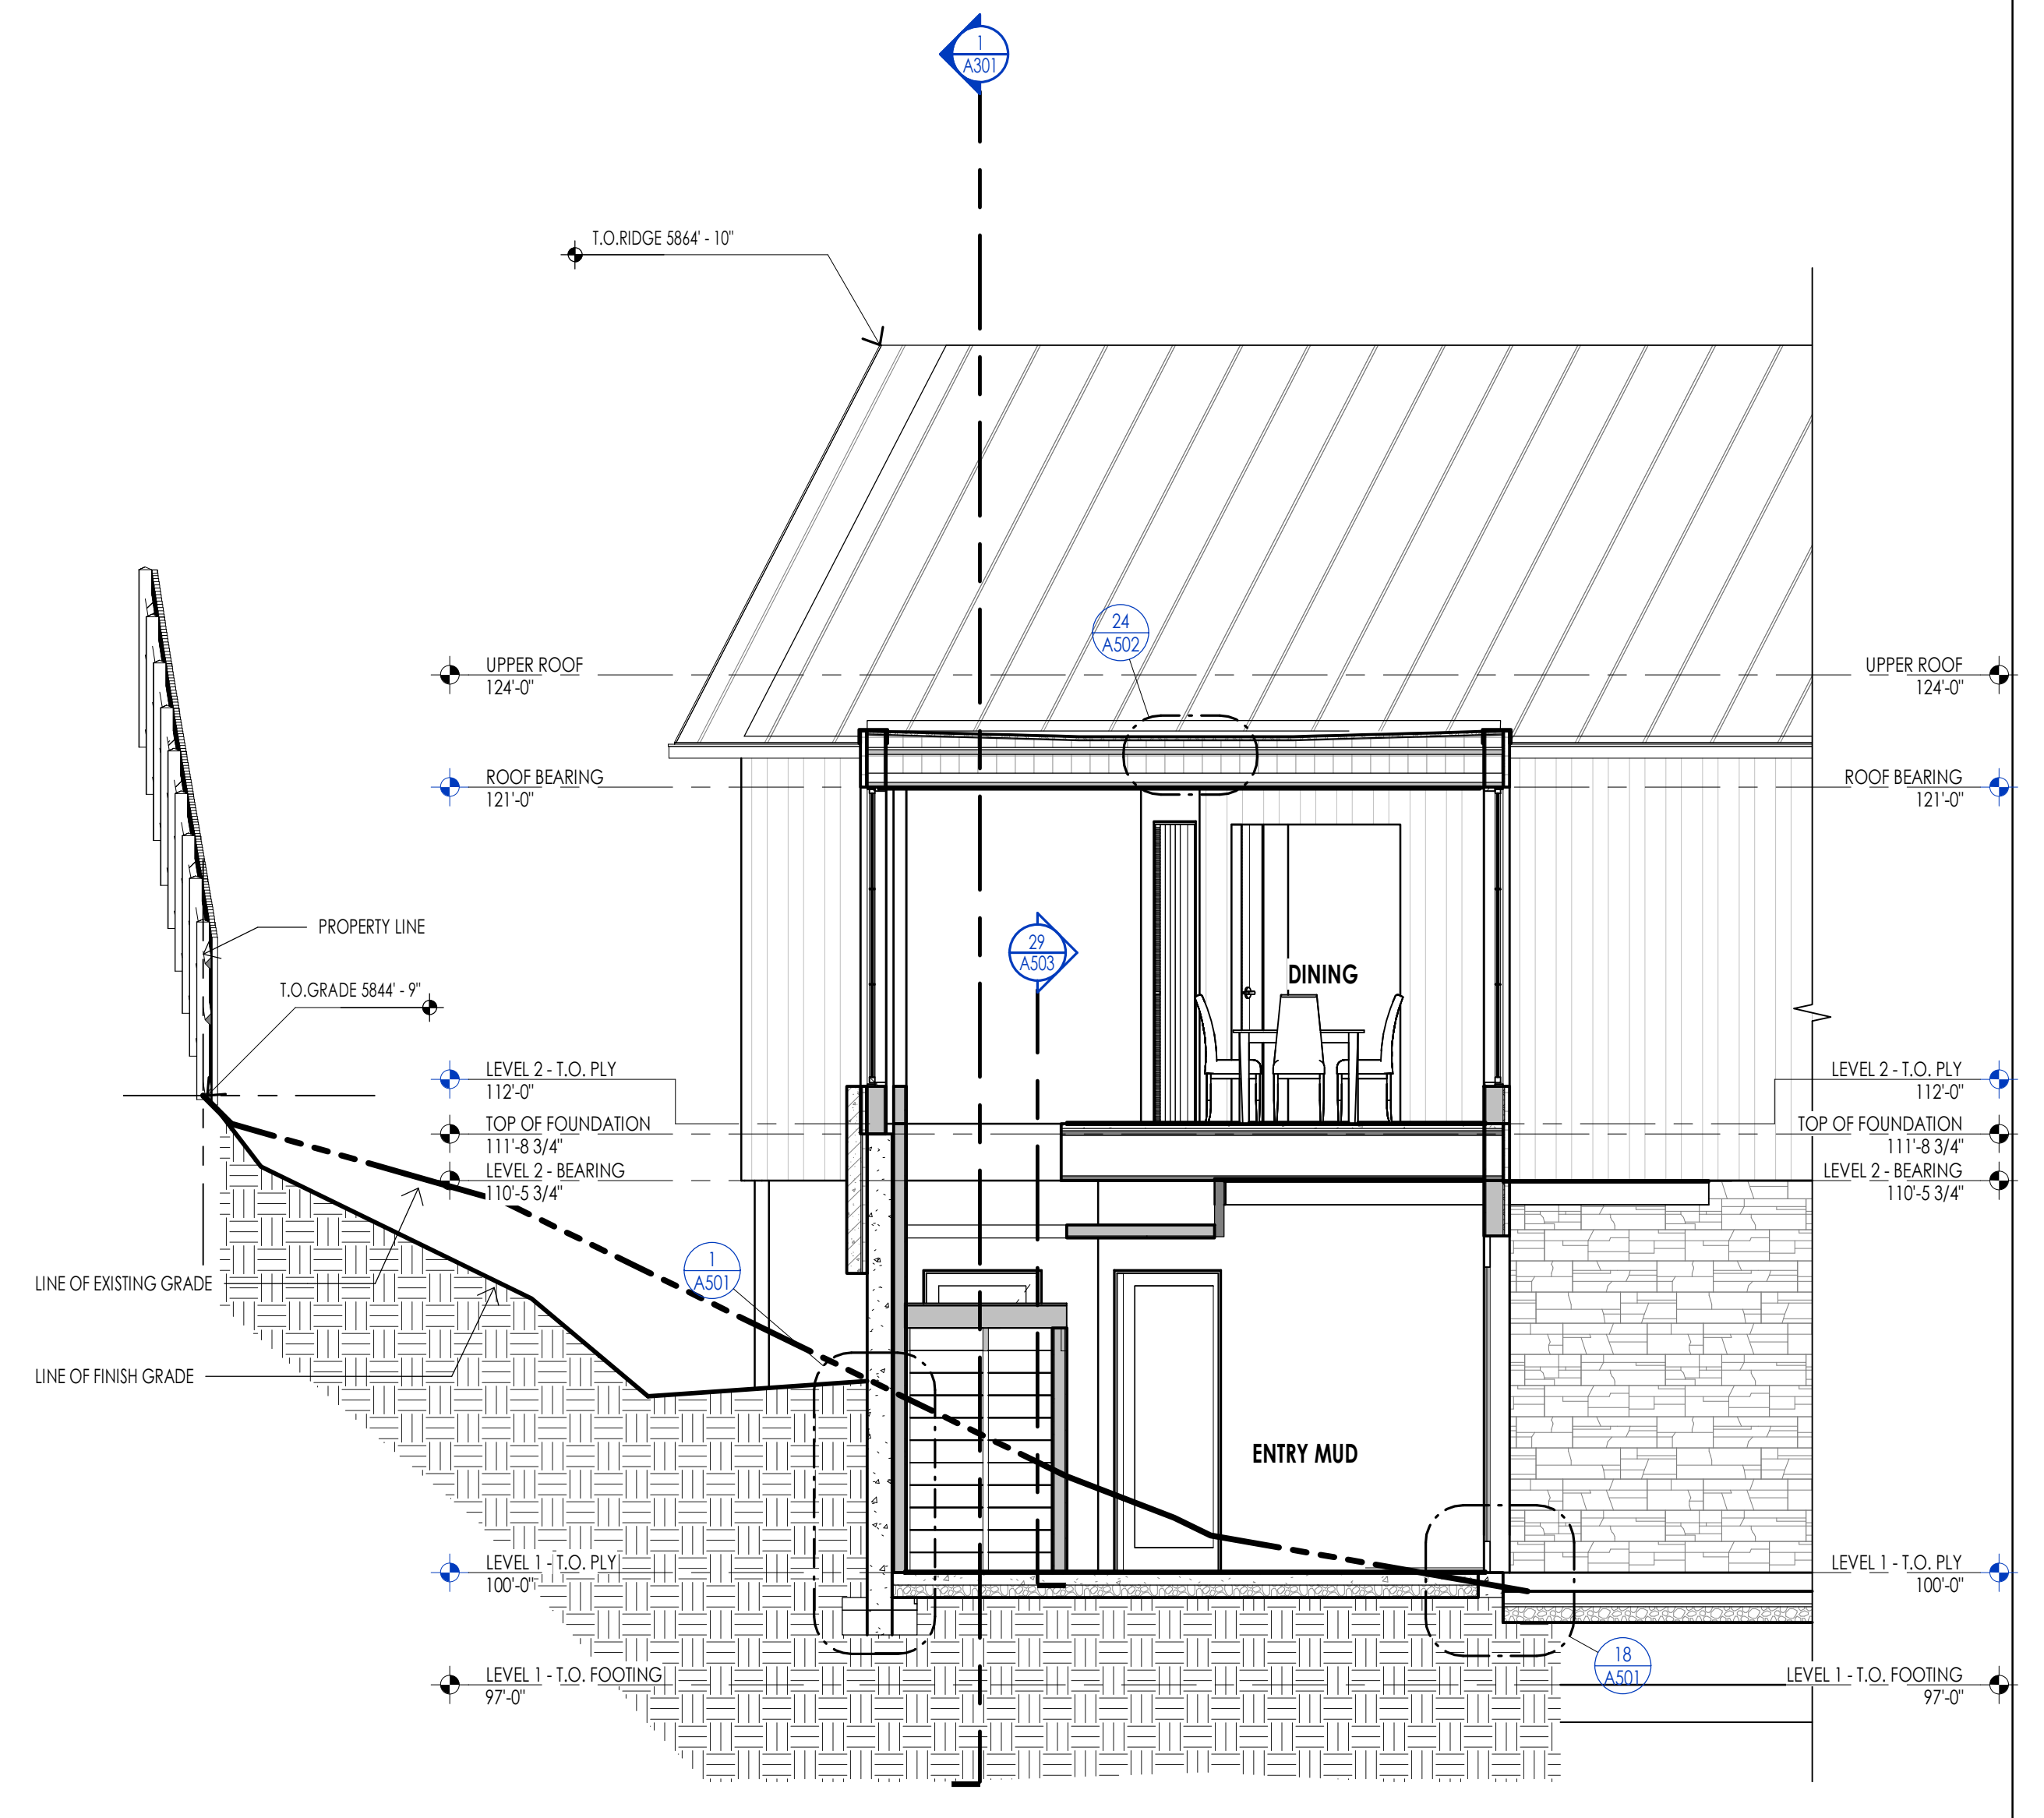 1
A301
T.O.RIDGE 5864' - 10"
24
A502
UPPER ROOF
124'-0"
UPPER ROOF
124'-0"
ROOF BEARING
121'-0"
ROOF BEARING
121'-0"
PROPERTY LINE
29
A503
DINING
T.O.GRADE 5844' - 9"
LEVEL 2 - T.O. PLY
112'-0"
LEVEL 2 - T.O. PLY
112'-0"
TOP OF FOUNDATION
111'-8 3/4"
TOP OF FOUNDATION
111'-8 3/4"
LEVEL 2 - BEARING
110'-5 3/4"
LEVEL 2 - BEARING
110'-5 3/4"
LINE OF EXISTING GRADE
1
A501
LINE OF FINISH GRADE
ENTRY MUD
LEVEL 1 - T.O. PLY
100'-0"
LEVEL 1 - T.O. PLY
100'-0"
18
A501
LEVEL 1 - T.O. FOOTING
97'-0"
LEVEL 1 - T.O. FOOTING
97'-0"